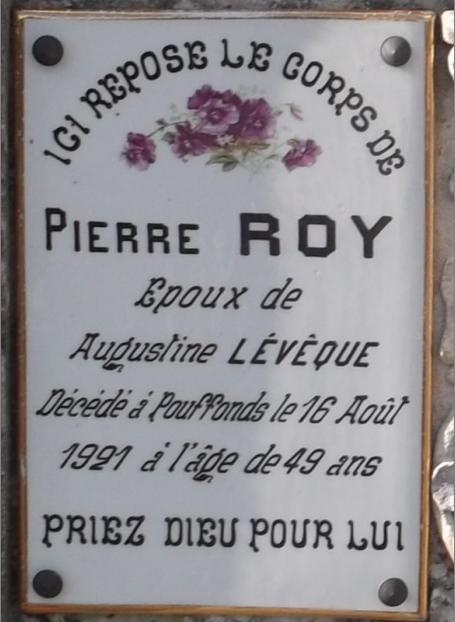 ICI REPOSE LE CORPS DE
PIERRE ROY
Epoux de
Augustine LÉVÊQUE
Décédé á Pouffonds le 16 Août
1921 á l'âge de 49 ans
PRIEZ DIEU POUR LUI